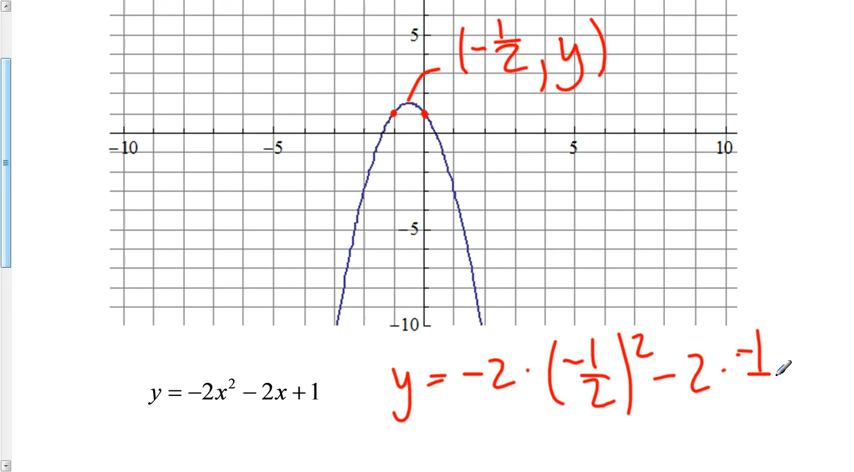 5
(-1/2, y)
−10 −5 5 10
−5
−10
y = -2 · (-1/2)² - 2 · -1
y = −2x² − 2x + 1